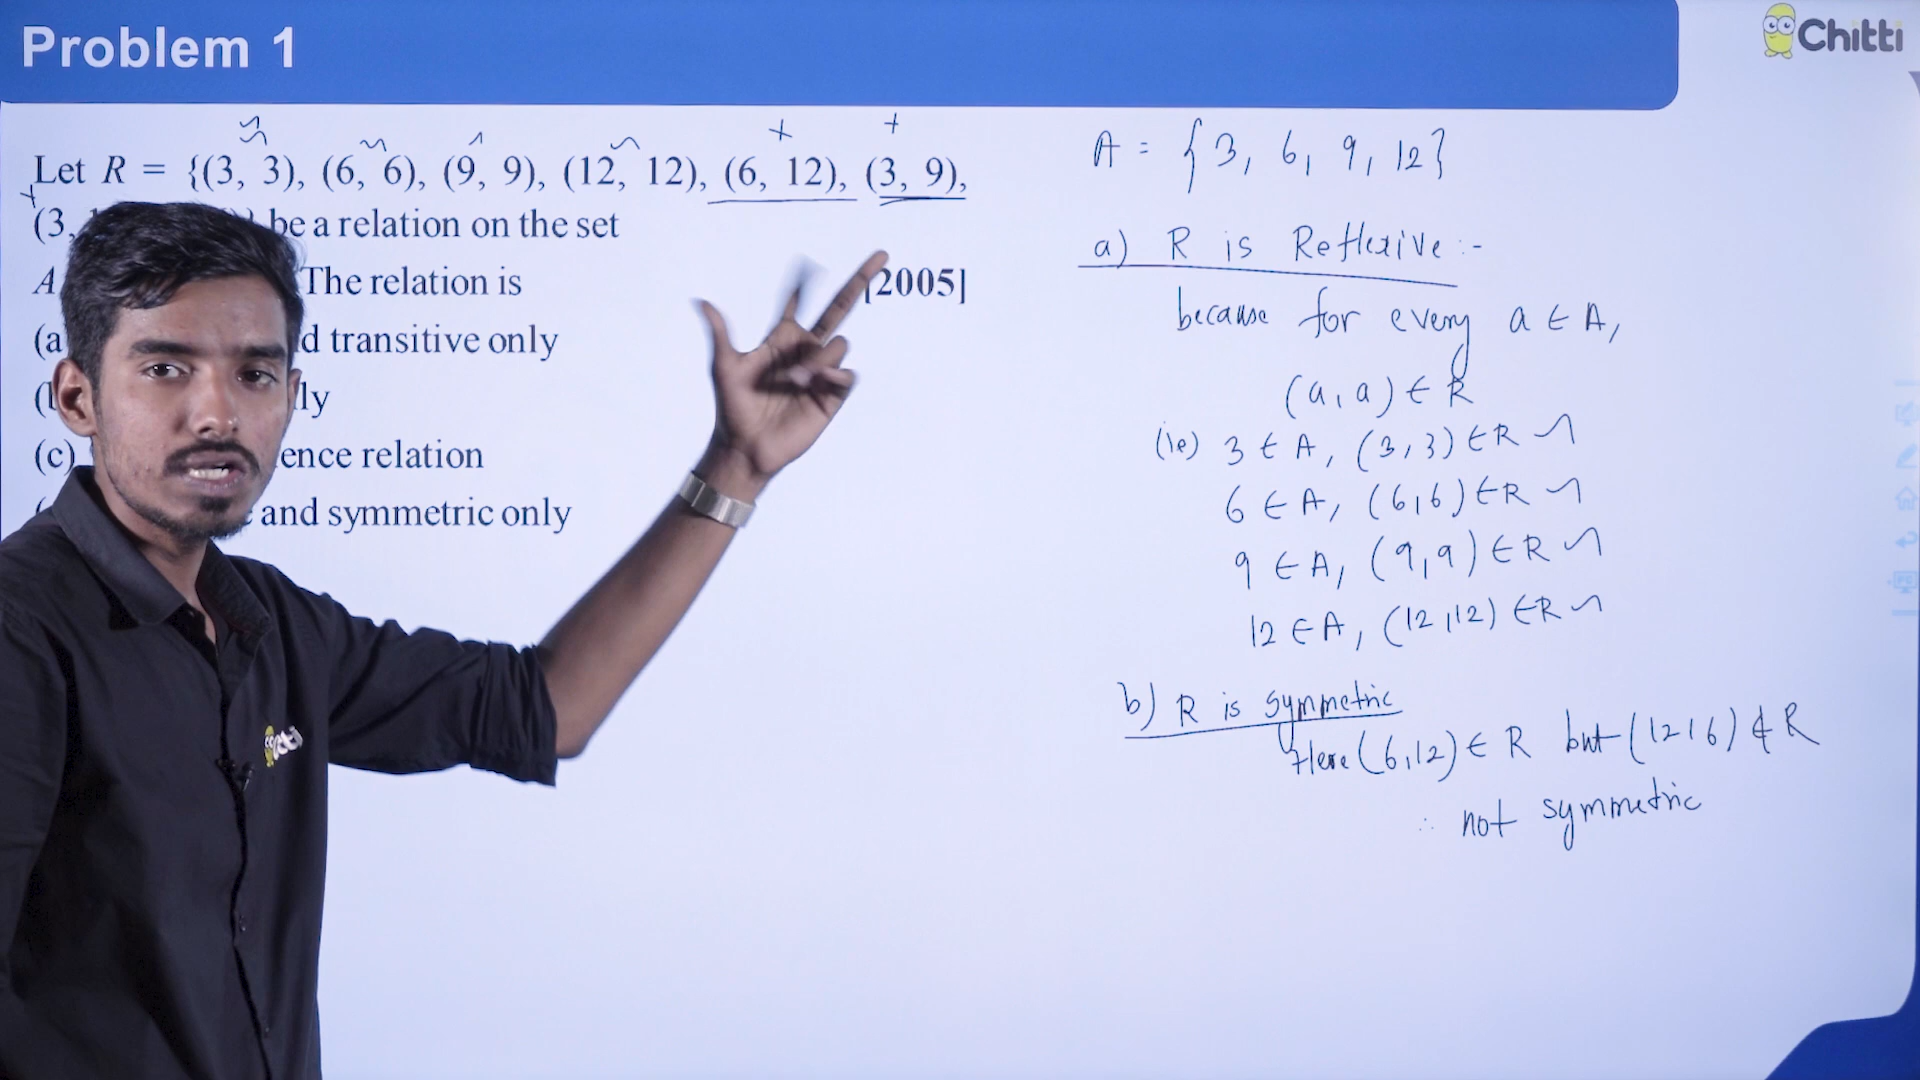 Problem 1
Chitti
Let R = {(3, 3), (6, 6), (9, 9), (12, 12), (6, 12), (3, 9),
(3, be a relation on the set
A The relation is [2005]
(a d transitive only
(b ly
(c) ence relation
( and symmetric only
A = {3, 6, 9, 12}
a) R is Reflexive :-
because for every a ∈ A,
(a, a) ∈ R
(ie) 3 ∈ A, (3,3) ∈ R
6 ∈ A, (6,6) ∈ R
9 ∈ A, (9,9) ∈ R
12 ∈ A, (12,12) ∈ R
b) R is symmetric
Here (6,12) ∈ R but (12,6) ∉ R
∴ not symmetric